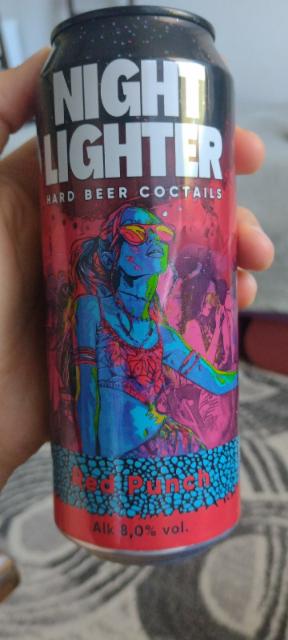 NIGHT
LIGHTER
HARD BEER COCTAILS
Red Punch
Alk 8,0% vol.